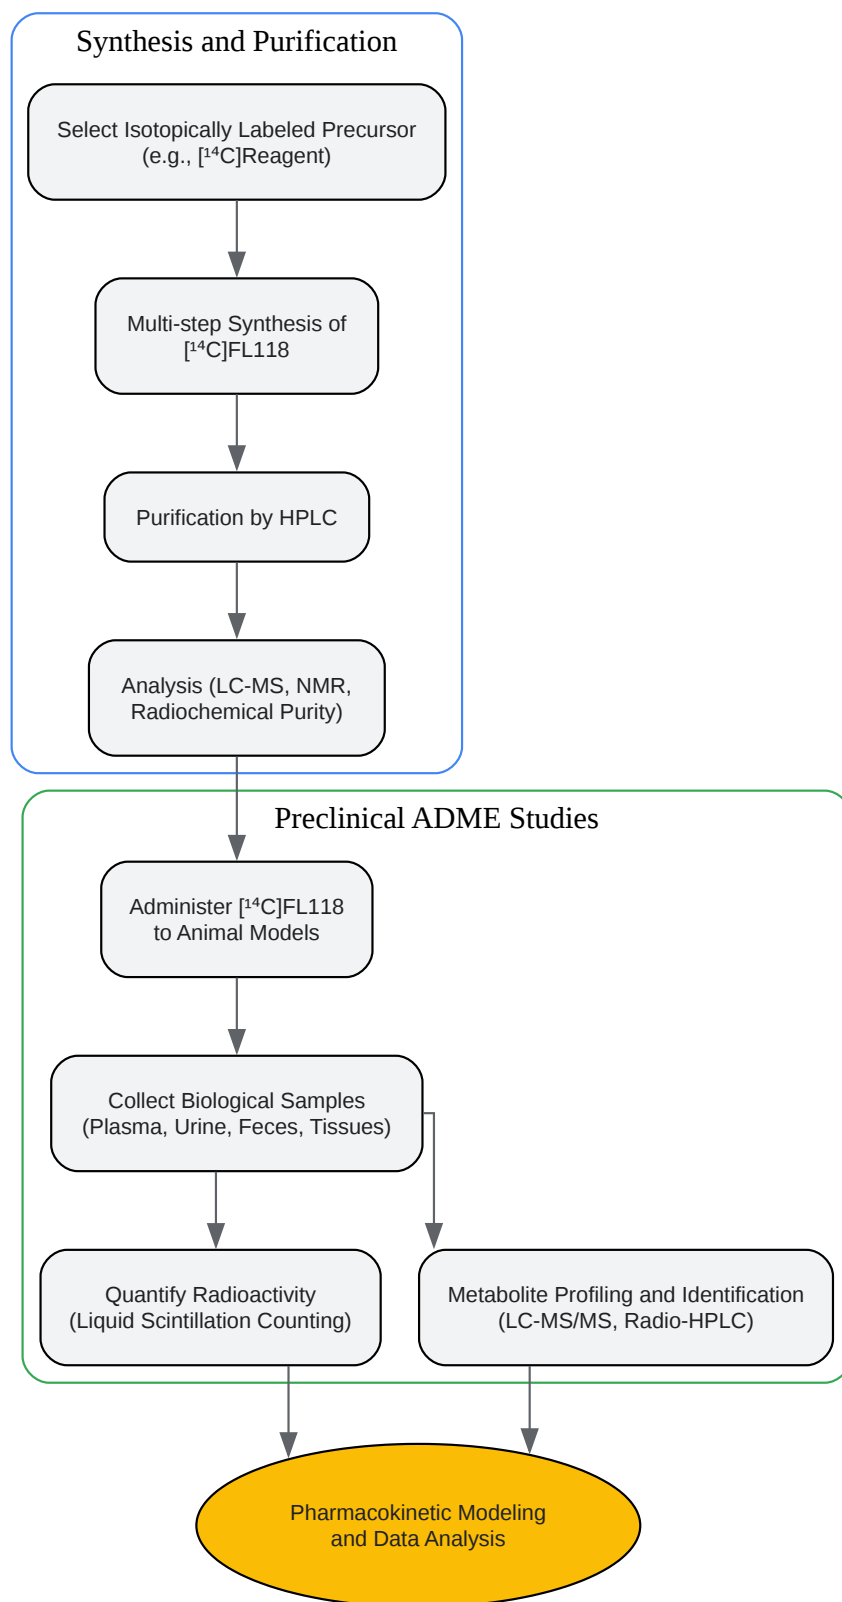 Synthesis and Purification
Select Isotopically Labeled Precursor
(e.g., [¹⁴C]Reagent)
Multi-step Synthesis of
[¹⁴C]FL118
Purification by HPLC
Analysis (LC-MS, NMR,
Radiochemical Purity)
Preclinical ADME Studies
Administer [¹⁴C]FL118
to Animal Models
Collect Biological Samples
(Plasma, Urine, Feces, Tissues)
Quantify Radioactivity
(Liquid Scintillation Counting)
Metabolite Profiling and Identification
(LC-MS/MS, Radio-HPLC)
Pharmacokinetic Modeling
and Data Analysis